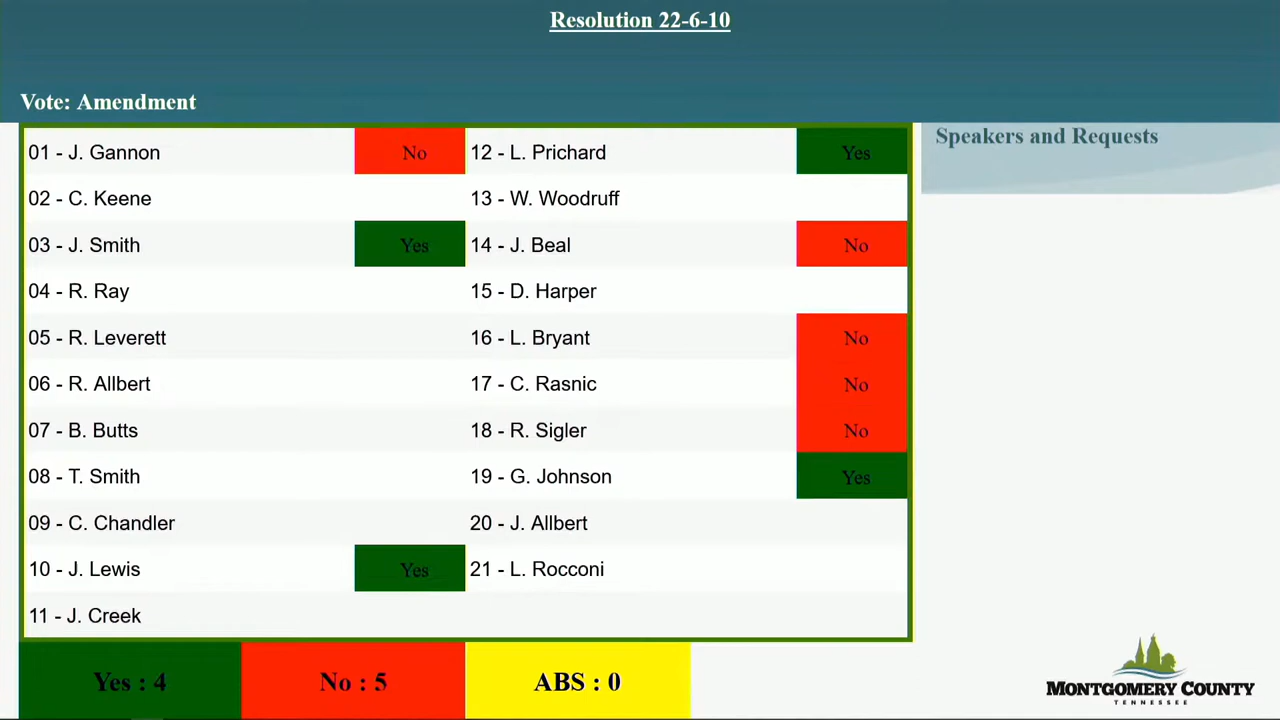 Resolution 22-6-10
Vote: Amendment
Speakers and Requests
01 - J. Gannon No 12 - L. Prichard Yes
02 - C. Keene 13 - W. Woodruff
03 - J. Smith Yes 14 - J. Beal No
04 - R. Ray 15 - D. Harper
05 - R. Leverett 16 - L. Bryant No
06 - R. Allbert 17 - C. Rasnic No
07 - B. Butts 18 - R. Sigler No
08 - T. Smith 19 - G. Johnson Yes
09 - C. Chandler 20 - J. Allbert
10 - J. Lewis Yes 21 - L. Rocconi
11 - J. Creek
Yes : 4 No : 5 ABS : 0
MONTGOMERY COUNTY
TENNESSEE